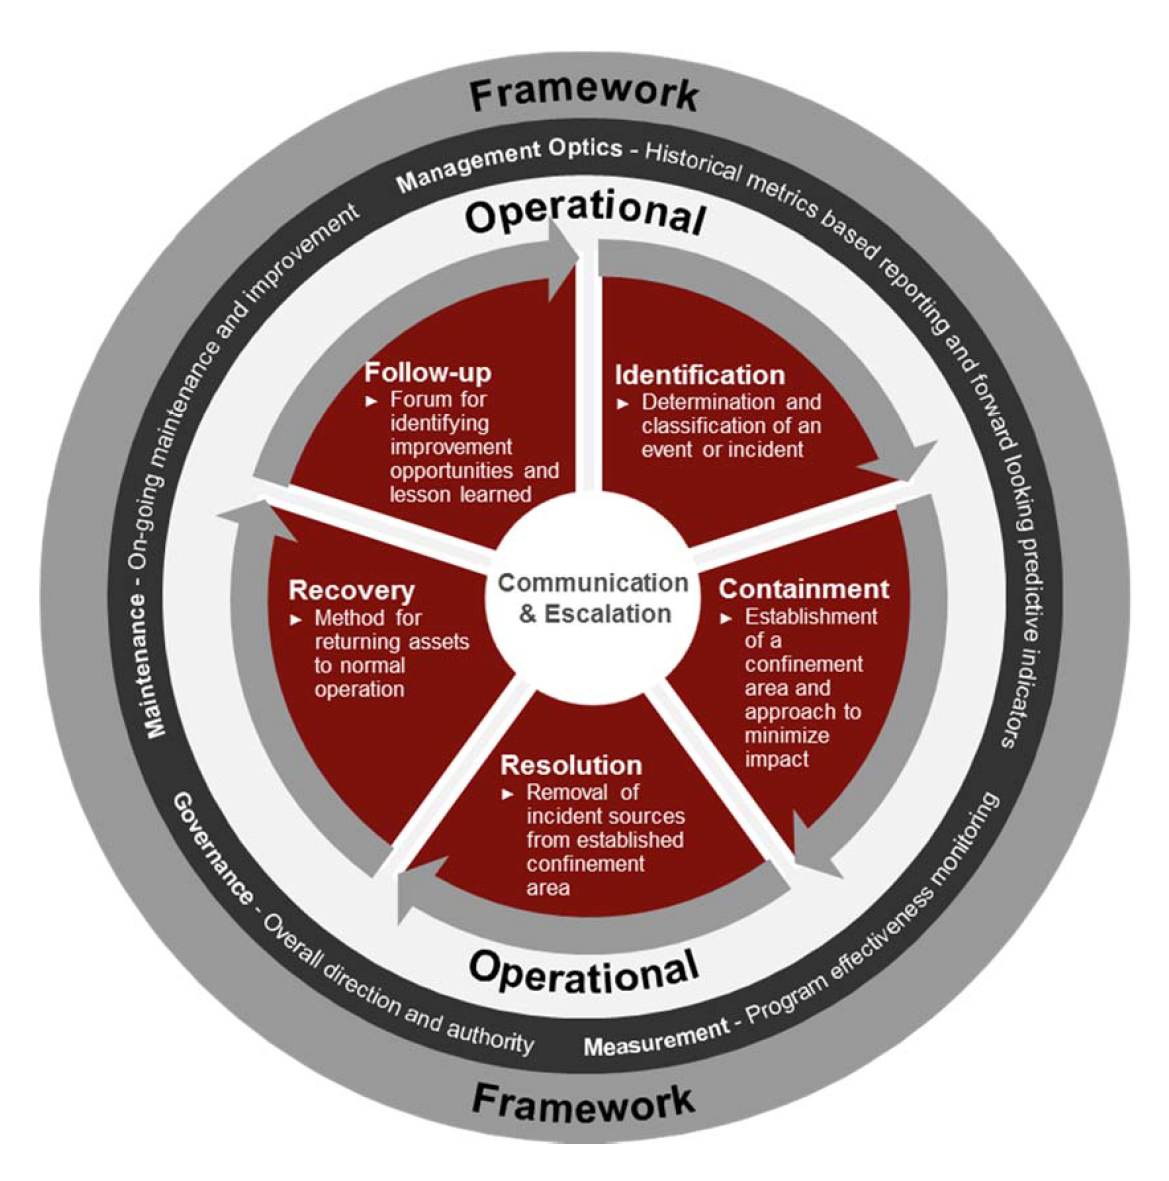 Framework
Management Optics - Historical metrics based reporting and forward looking predictive indicators
Maintenance - On-going maintenance and improvement
Operational
Follow-up
► Forum for
identifying
improvement
opportunities and
lesson learned
Identification
► Determination and
classification of an
event or incident
Communication
& Escalation
Recovery
► Method for
returning assets
to normal
operation
Containment
► Establishment
of a
confinement
area and
approach to
minimize
impact
Resolution
► Removal of
incident sources
from established
confinement
area
Operational
Governance - Overall direction and authority
Measurement - Program effectiveness monitoring
Framework